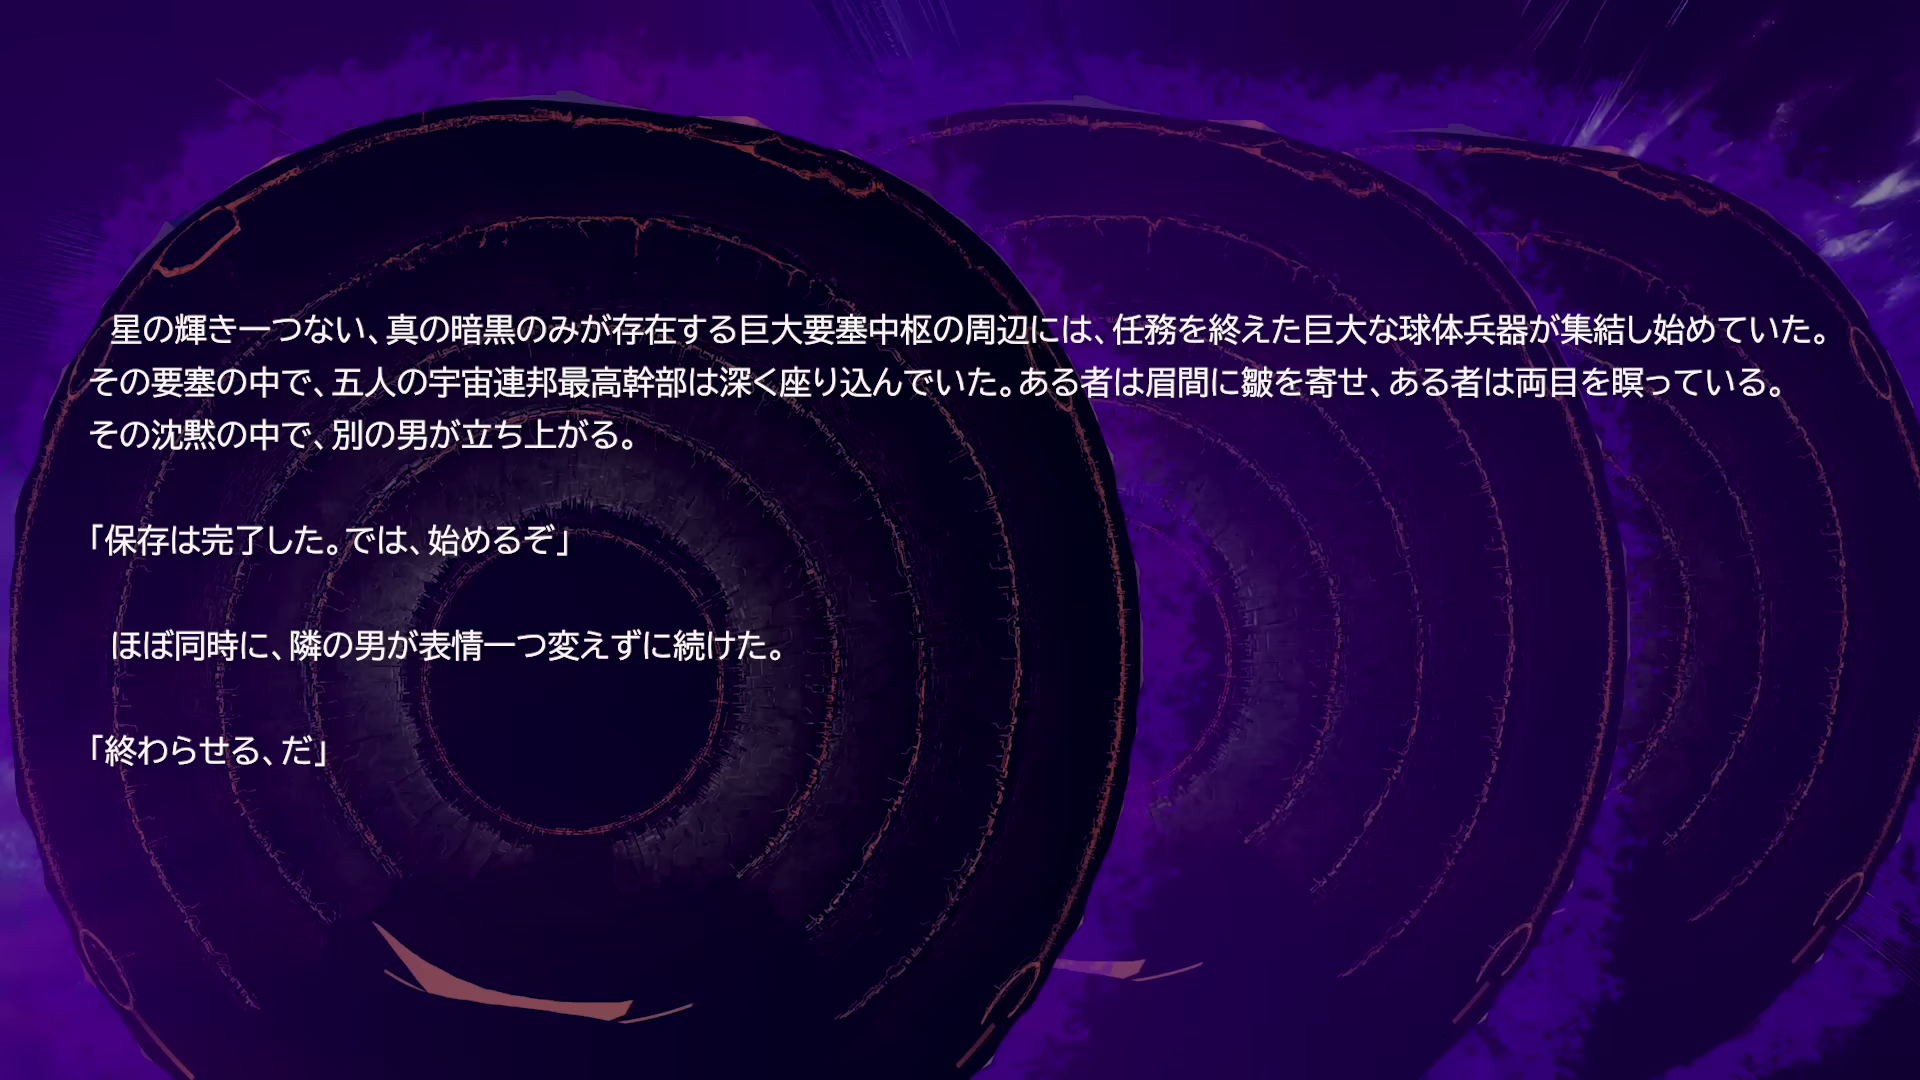 星の輝き一つない、真の暗黒のみが存在する巨大要塞中枢の周辺には、任務を終えた巨大な球体兵器が集結し始めていた。
その要塞の中で、五人の宇宙連邦最高幹部は深く座り込んでいた。ある者は眉間に皺を寄せ、ある者は両目を瞑っている。
その沈黙の中で、別の男が立ち上がる。
「保存は完了した。では、始めるぞ」
ほぼ同時に、隣の男が表情一つ変えずに続けた。
「終わらせる、だ」